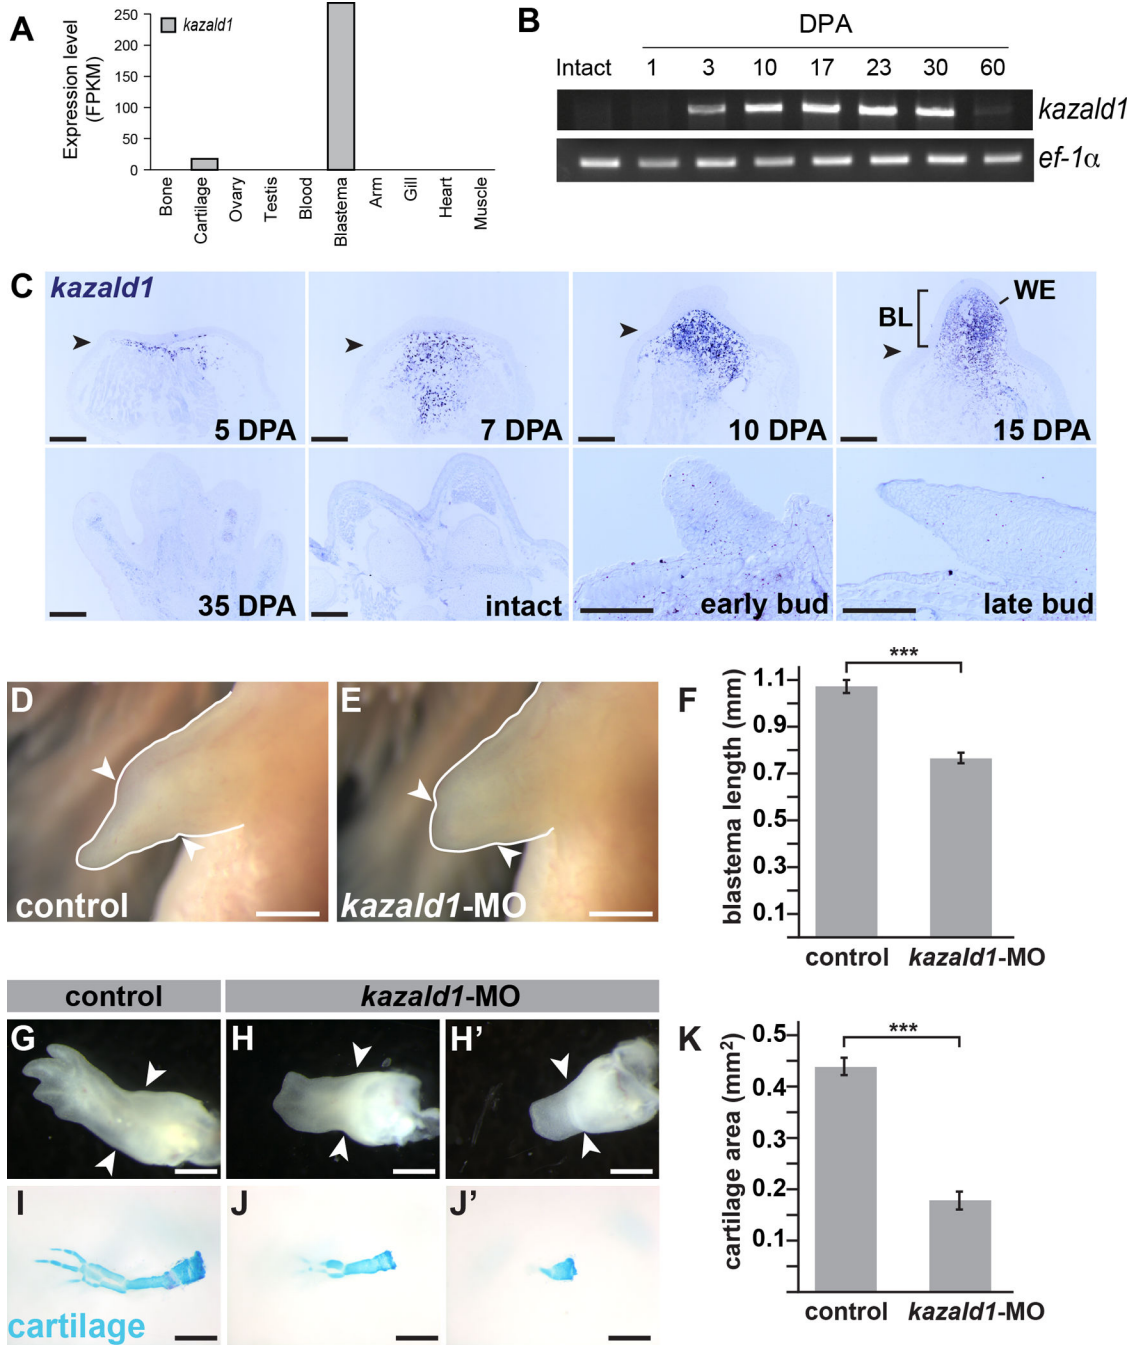 A
Expression level
(FPKM)
250
200
150
100
50
0
kazald1
Bone
Cartilage
Ovary
Testis
Blood
Blastema
Arm
Gill
Heart
Muscle
B
DPA
Intact 1 3 10 17 23 30 60
kazald1
ef-1α
C
kazald1
5 DPA
7 DPA
10 DPA
BL
WE
15 DPA
35 DPA
intact
early bud
late bud
D
control
E
kazald1-MO
F
blastema length (mm)
1.1
0.9
0.7
0.5
0.3
0.1
***
control kazald1-MO
control
kazald1-MO
G
H
H’
I
cartilage
J
J’
K
cartilage area (mm²)
0.5
0.4
0.3
0.2
0.1
***
control kazald1-MO